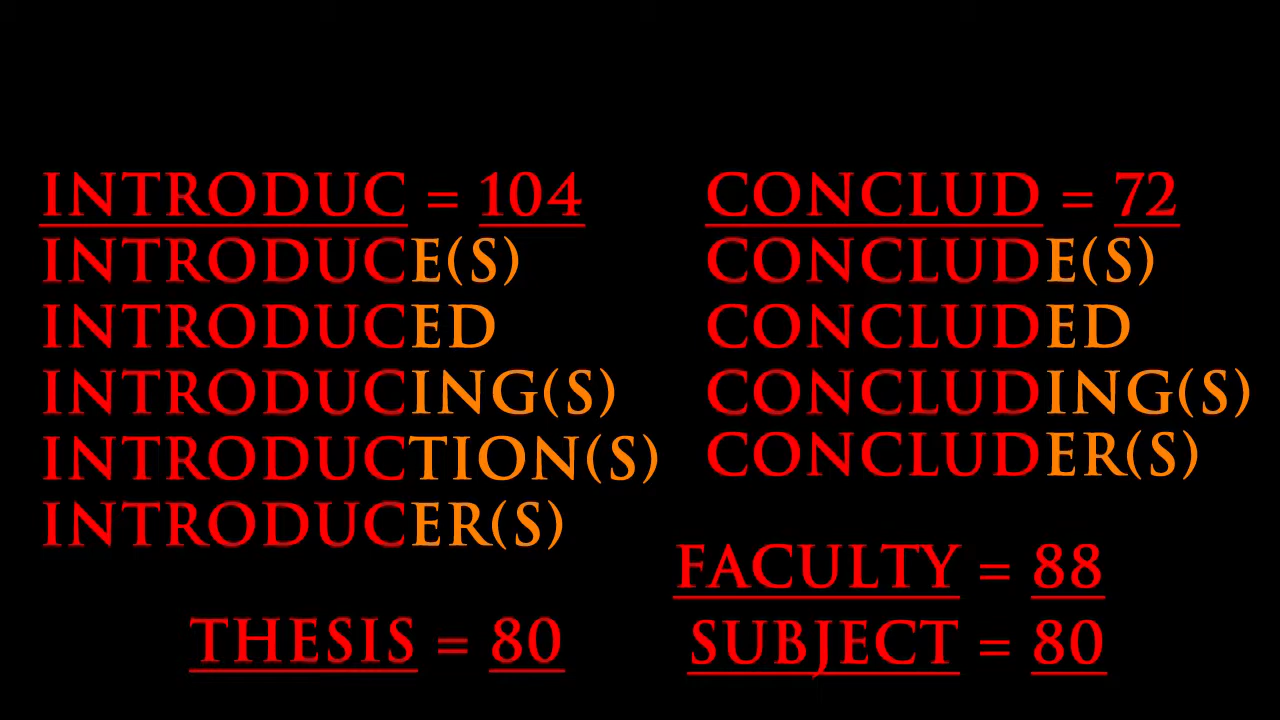 INTRODUC = 104
INTRODUCE(S)
INTRODUCED
INTRODUCING(S)
INTRODUCTION(S)
INTRODUCER(S)
THESIS = 80
CONCLUD = 72
CONCLUDE(S)
CONCLUDED
CONCLUDING(S)
CONCLUDER(S)
FACULTY = 88
SUBJECT = 80